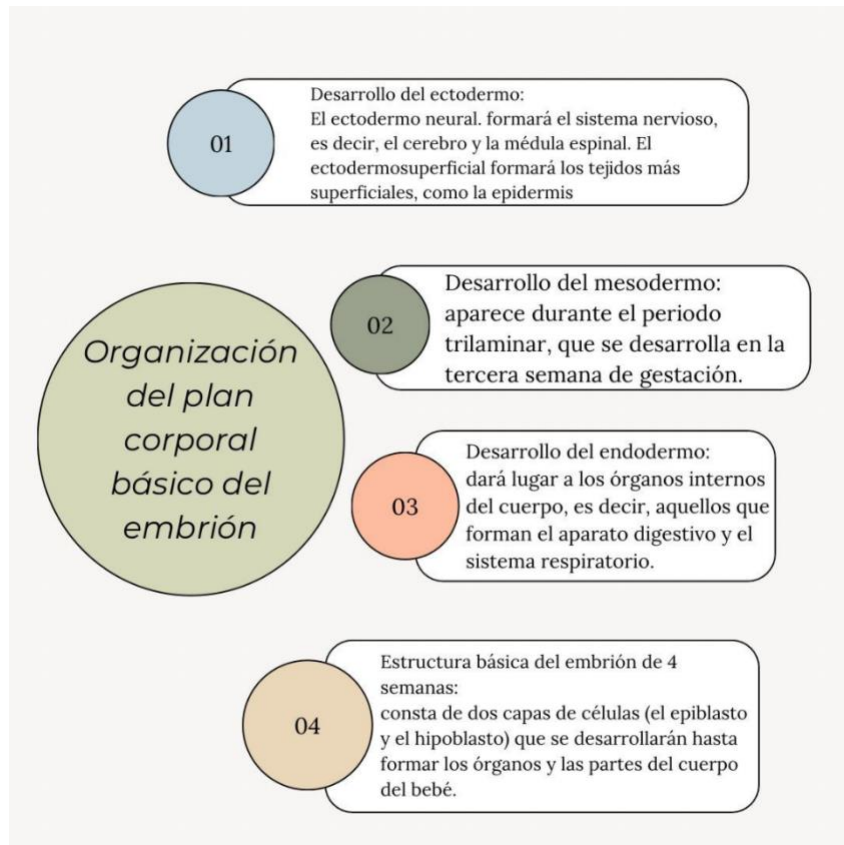 Organización
del plan
corporal
básico del
embrión
01
Desarrollo del ectodermo:
El ectodermo neural. formará el sistema nervioso,
es decir, el cerebro y la médula espinal. El
ectodermosuperficial formará los tejidos más
superficiales, como la epidermis
02
Desarrollo del mesodermo:
aparece durante el periodo
trilaminar, que se desarrolla en la
tercera semana de gestación.
03
Desarrollo del endodermo:
dará lugar a los órganos internos
del cuerpo, es decir, aquellos que
forman el aparato digestivo y el
sistema respiratorio.
04
Estructura básica del embrión de 4
semanas:
consta de dos capas de células (el epiblasto
y el hipoblasto) que se desarrollarán hasta
formar los órganos y las partes del cuerpo
del bebé.